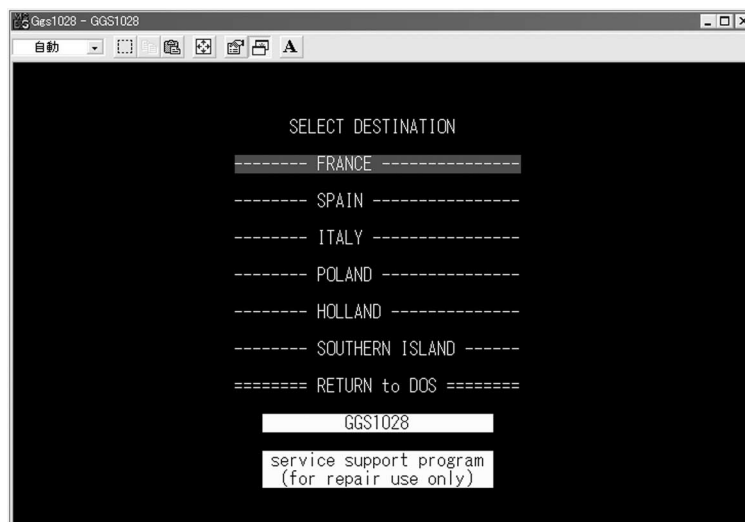 Ggs1028 - GGS1028
自動
A
SELECT DESTINATION
-------- FRANCE ---------------
-------- SPAIN ----------------
-------- ITALY ----------------
-------- POLAND ---------------
-------- HOLLAND --------------
-------- SOUTHERN ISLAND ------
======== RETURN to DOS ========
GGS1028
service support program
(for repair use only)